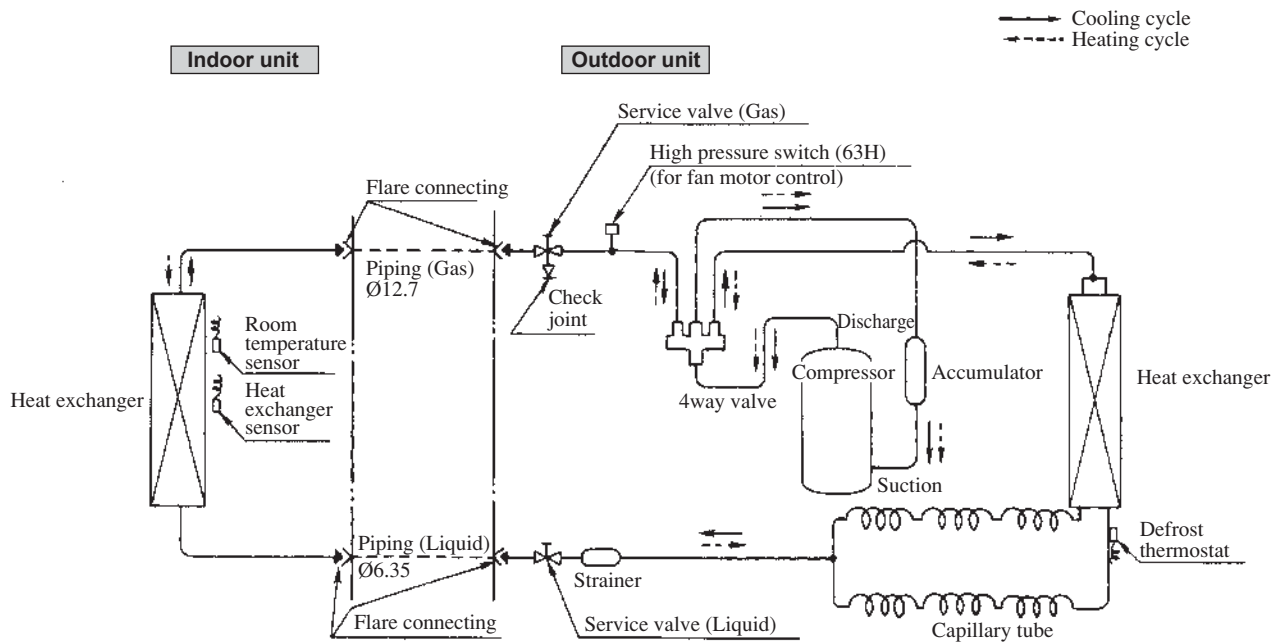 Cooling cycle
Heating cycle
Indoor unit
Outdoor unit
Service valve (Gas)
High pressure switch (63H)
(for fan motor control)
Flare connecting
Piping (Gas)
Ø12.7
Check
joint
Discharge
Room
temperature
sensor
Compressor
Accumulator
Heat exchanger
Heat exchanger
Heat
exchanger
sensor
4way valve
Suction
Piping (Liquid)
Ø6.35
Defrost
thermostat
Strainer
Flare connecting
Service valve (Liquid)
Capillary tube